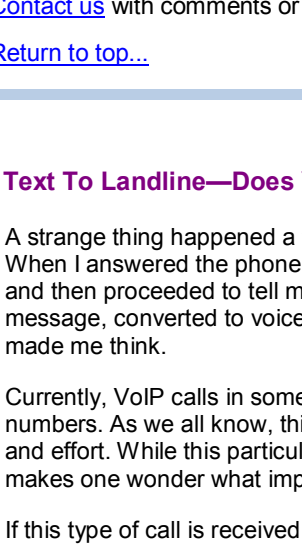 Contact us with comments or
Return to top...
Text To Landline—Does
A strange thing happened a
When I answered the phone
and then proceeded to tell m
message, converted to voice
made me think.
Currently, VoIP calls in some
numbers. As we all know, thi
and effort. While this particul
makes one wonder what imp
If this type of call is received